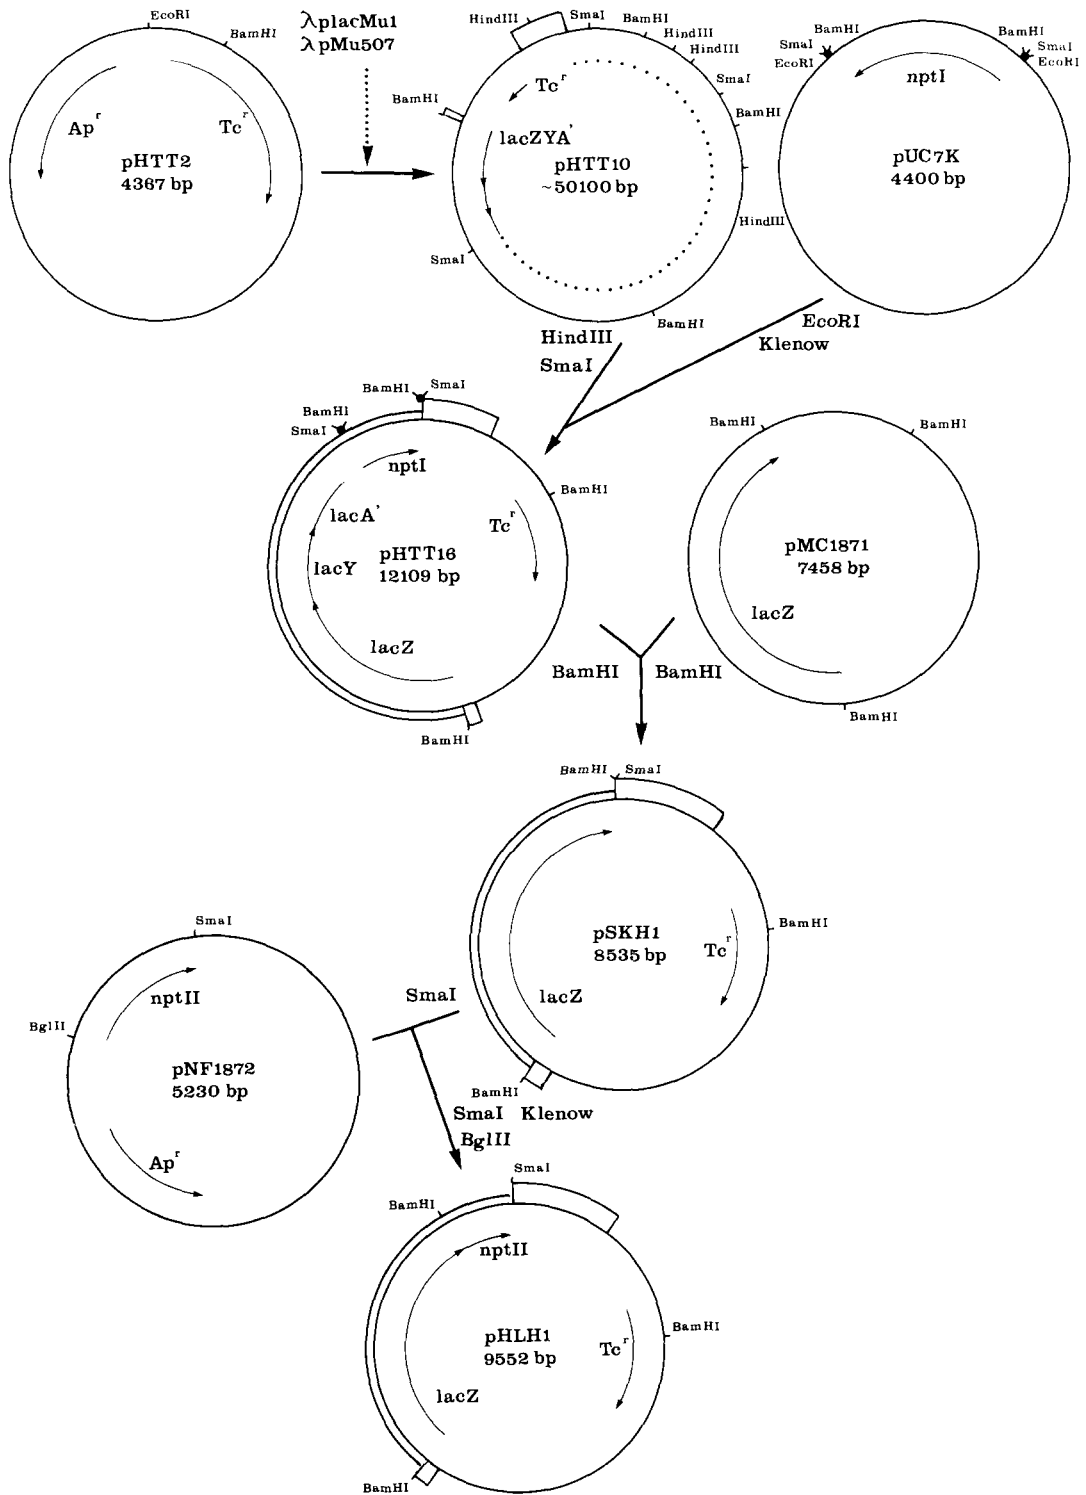 EcoRI
BamHI
Apʳ
Tcʳ
pHTT2
4367 bp
λplacMu1
λpMu507
HindIII
SmaI
BamHI
HindIII
HindIII
SmaI
BamHI
HindIII
BamHI
SmaI
BamHI
Tcʳ
lacZYA'
pHTT10
~50100 bp
BamHI
SmaI
EcoRI
BamHI
SmaI
EcoRI
nptI
pUC7K
4400 bp
HindIII
SmaI
EcoRI
Klenow
BamHI
SmaI
BamHI
SmaI
BamHI
nptI
lacA'
Tcʳ
pHTT16
12109 bp
lacY
lacZ
BamHI
BamHI
BamHI
pMC1871
7458 bp
lacZ
BamHI
BamHI
BamHI
BamHI
SmaI
BamHI
pSKH1
8535 bp
Tcʳ
lacZ
BamHI
SmaI
nptII
BglII
pNF1872
5230 bp
Apʳ
SmaI
SmaI Klenow
BglII
SmaI
BamHI
nptII
BamHI
pHLH1
9552 bp
Tcʳ
lacZ
BamHI